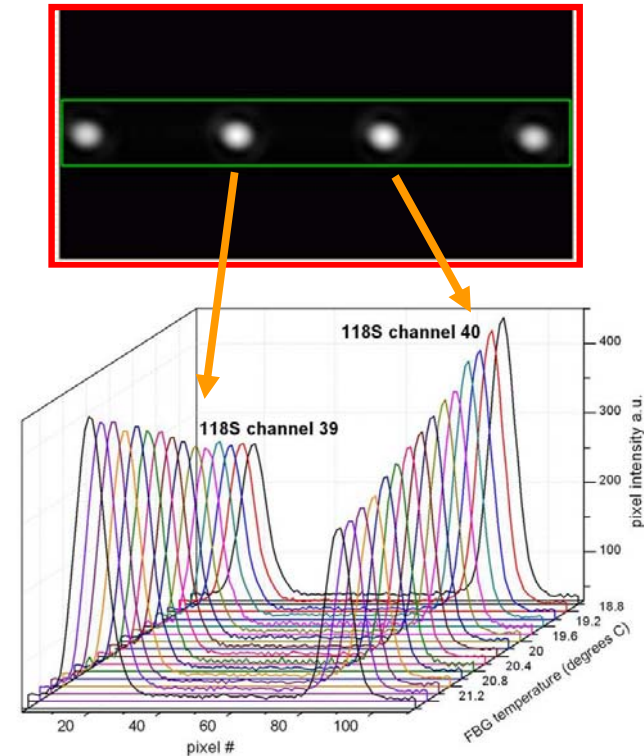 118S channel 40
118S channel 39
400
300
200
100
pixel intensity a.u.
18.8
19.2
19.6
20
20.4
20.8
21.2
FBG temperature (degrees C)
20 40 60 80 100
pixel #